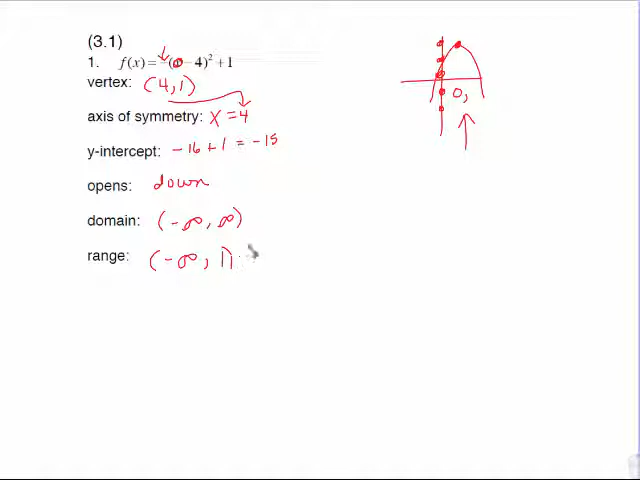 (3.1)
1. f(x) = −(0 − 4)² + 1
vertex: (4,1)
axis of symmetry: x = 4
y-intercept: −16 + 1 = −15
opens: down
domain: (−∞, ∞)
range: (−∞, 1]
0,